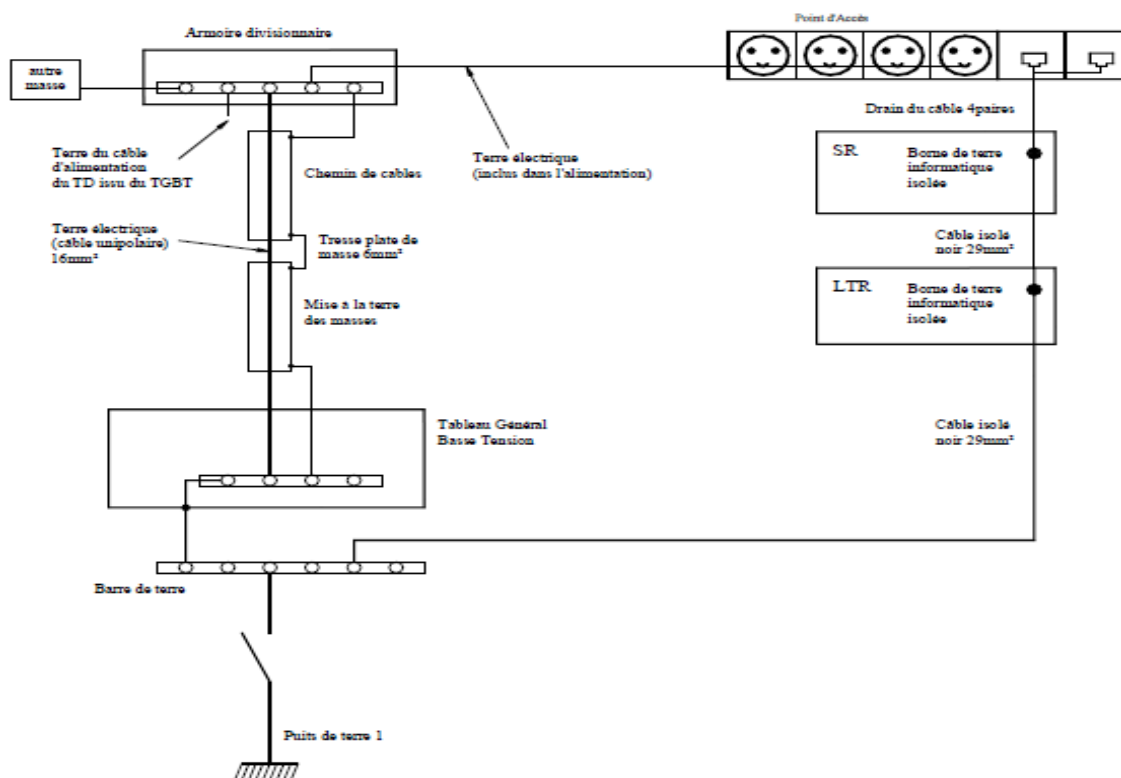 Point d'Accès
Armoire divisionnaire
autre
masse
Drain du câble 4paires
Terre du câble
d'alimentation
du TD issu du TGBT
Chemin de cables
Terre électrique
(inclus dans l'alimentation)
SR
Borne de terre
informatique
isolée
Terre électrique
(câble unipolaire)
16mm²
Tresse plate de
masse 6mm²
Câble isolé
noir 29mm²
LTR
Borne de terre
informatique
isolée
Mise à la terre
des masses
Tableau Général
Basse Tension
Câble isolé
noir 29mm²
Barre de terre
Puits de terre 1